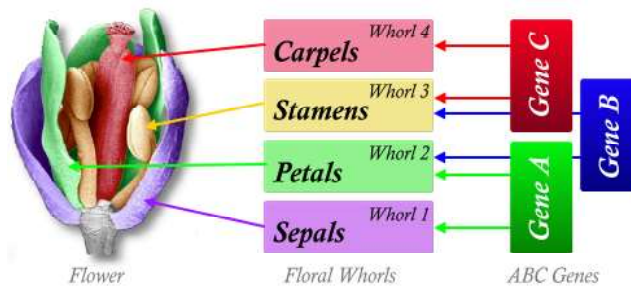 Whorl 4
Carpels
Whorl 3
Stamens
Whorl 2
Petals
Whorl 1
Sepals
Gene C
Gene B
Gene A
Flower
Floral Whorls
ABC Genes